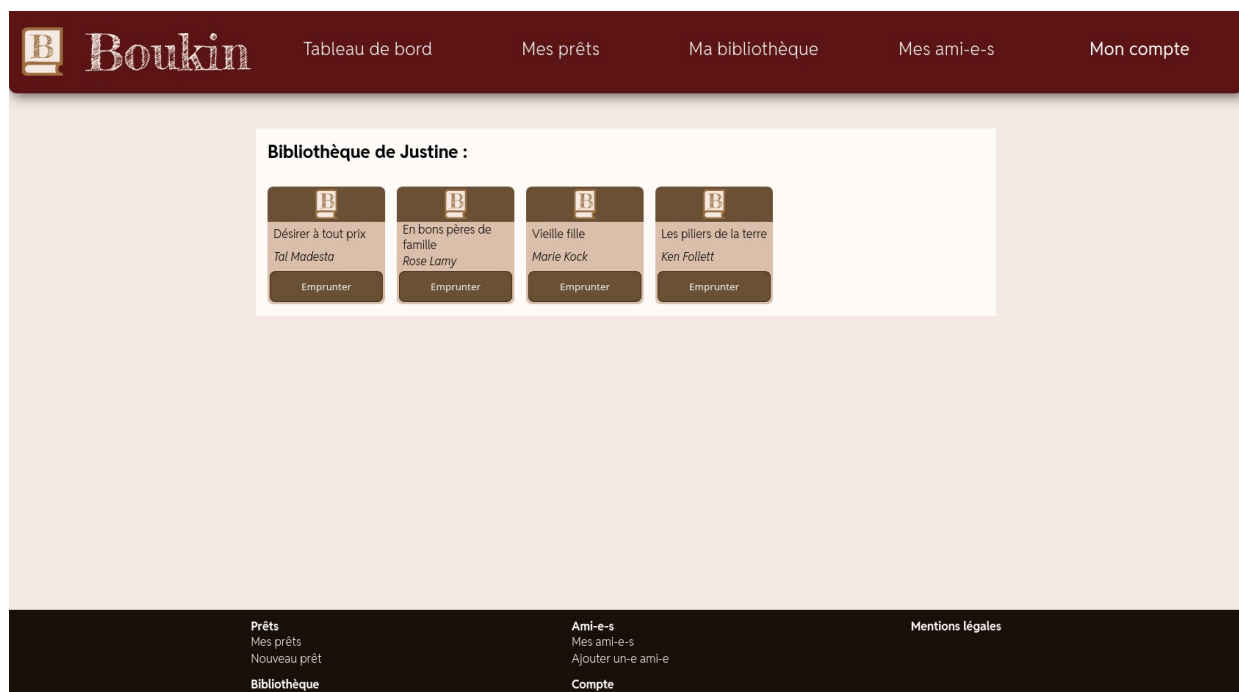 B Boukin Tableau de bord Mes prêts Ma bibliothèque Mes ami-e-s Mon compte
Bibliothèque de Justine :
B B B B
Désirer à tout prix
Tal Madesta
Emprunter
En bons pères de
famille
Rose Lamy
Emprunter
Vieille fille
Marie Kock
Emprunter
Les piliers de la terre
Ken Follett
Emprunter
Prêts
Mes prêts
Nouveau prêt
Bibliothèque
Ami-e-s
Mes ami-e-s
Ajouter un-e ami-e
Compte
Mentions légales